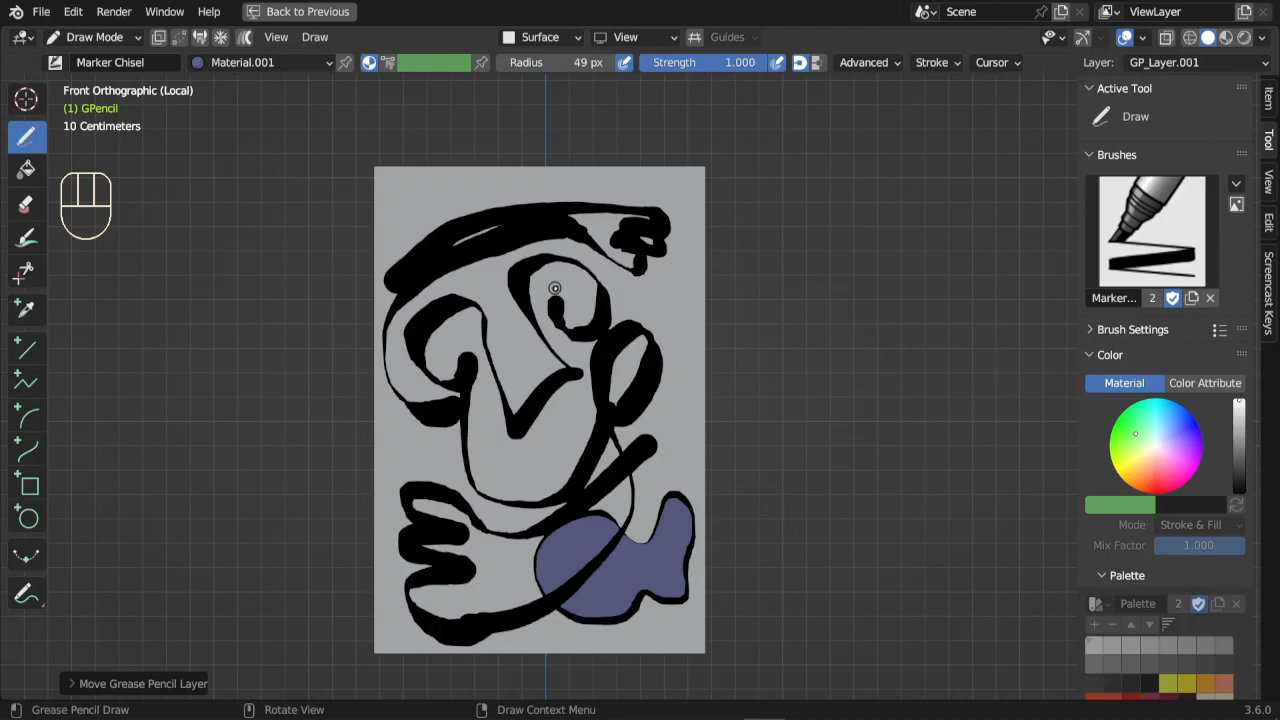 File Edit Render Window Help Back to Previous Scene ViewLayer
Draw Mode View Draw Surface View Guides
Marker Chisel Material.001 Radius 49 px Strength 1.000 Advanced Stroke Cursor Layer: GP_Layer.001
Front Orthographic (Local)
(1) GPencil
10 Centimeters
Active Tool
Draw
Brushes
Marker... 2
Brush Settings
Color
Material Color Attribute
Mode Stroke & Fill
Mix Factor 1.000
Palette
Palette 2
Item
Tool
View
Edit
Screencast Keys
Move Grease Pencil Layer
Grease Pencil Draw Rotate View Draw Context Menu 3.6.0